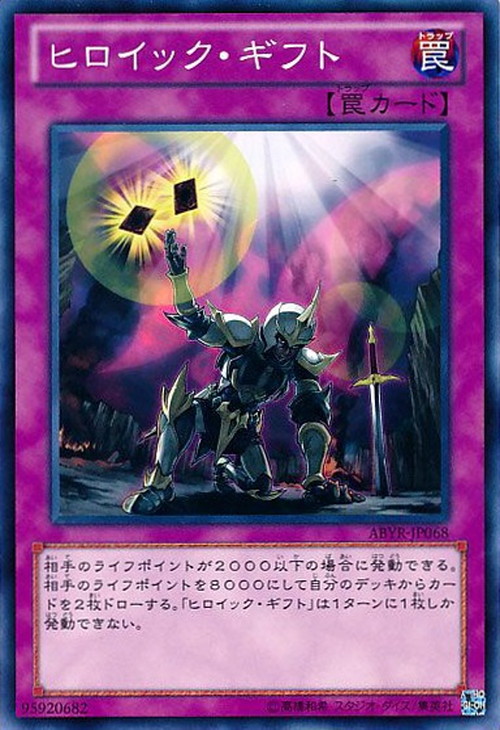 ヒロイック・ギフト
トラップ
罠
トラップ
【罠カード】
ABYR-JP068
相手のライフポイントが2000以下の場合に発動できる。
相手のライフポイントを8000にして自分のデッキからカー
ドを2枚ドローする。「ヒロイック・ギフト」は1ターンに1枚しか
発動できない。
95920682
©高橋和希 スタジオ・ダイス/集英社